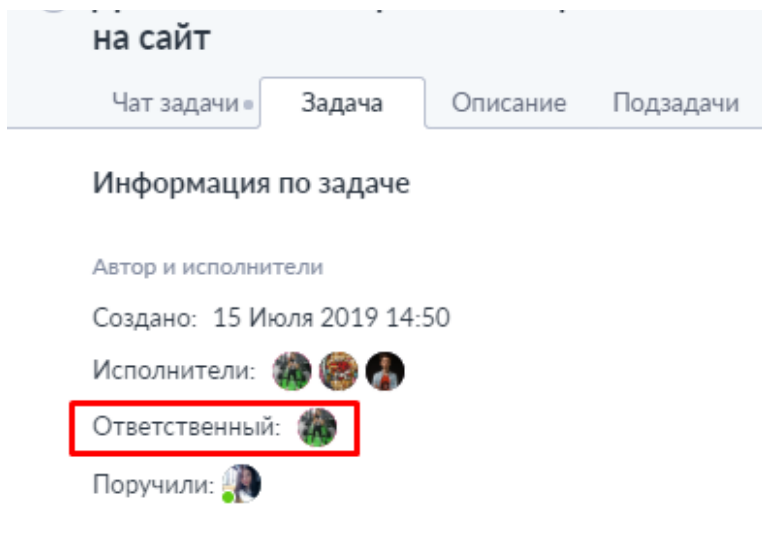 на сайт
Чат задачи Задача Описание Подзадачи
Информация по задаче
Автор и исполнители
Создано: 15 Июля 2019 14:50
Исполнители:
Ответственный:
Поручили: